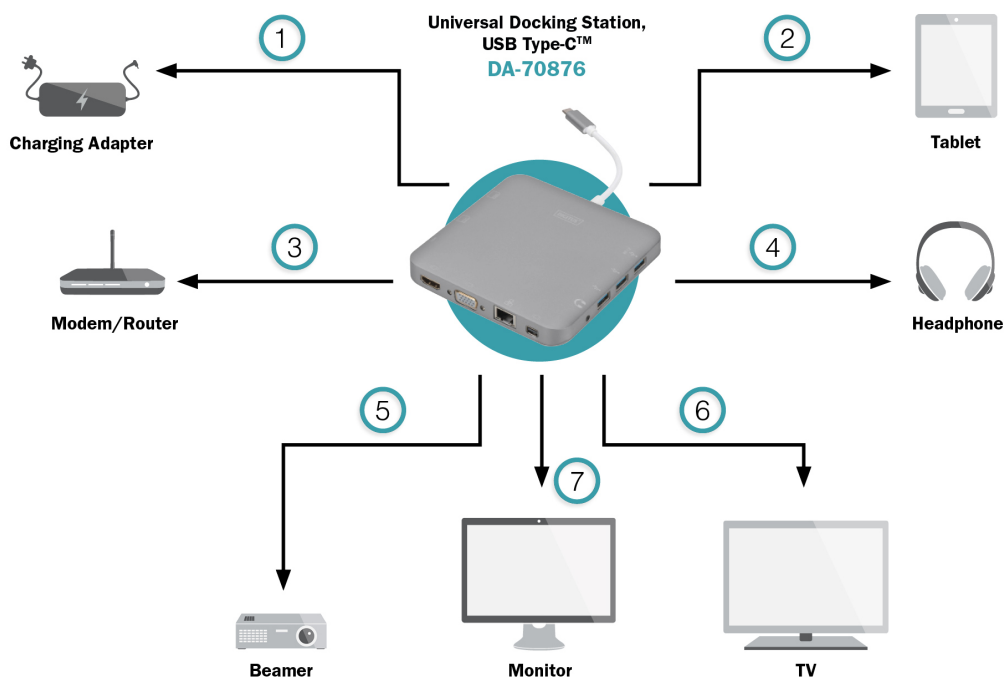 Universal Docking Station,
USB Type-C™
DA-70876
1
2
Charging Adapter
Tablet
3
4
Modem/Router
Headphone
5
6
7
Beamer
Monitor
TV